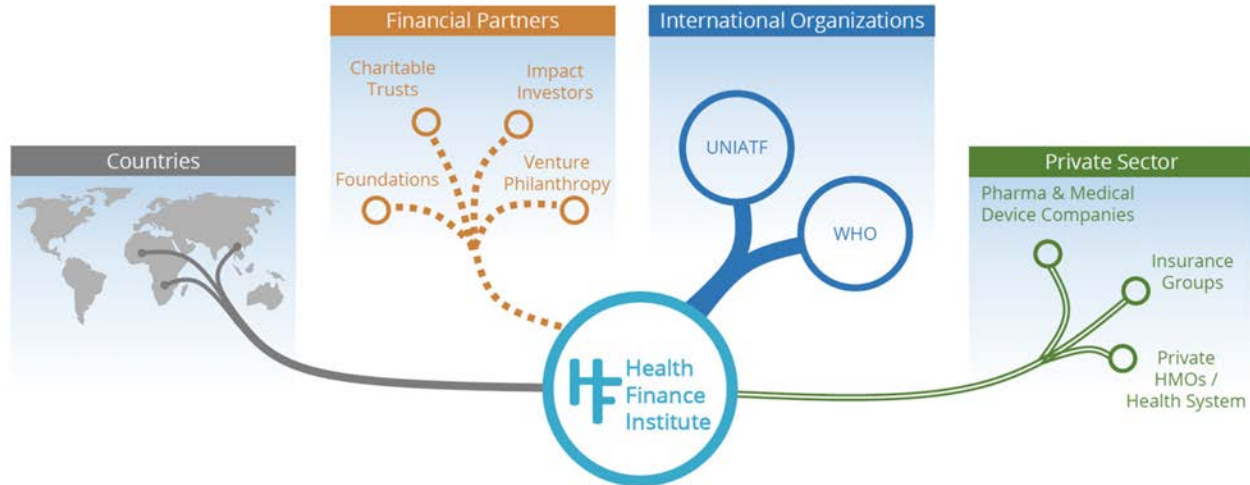 Countries
Financial Partners
Charitable
Trusts
Impact
Investors
Foundations
Venture
Philanthropy
International Organizations
UNIATF
WHO
Private Sector
Pharma & Medical
Device Companies
Insurance
Groups
Private
HMOs /
Health System
HF
Health
Finance
Institute